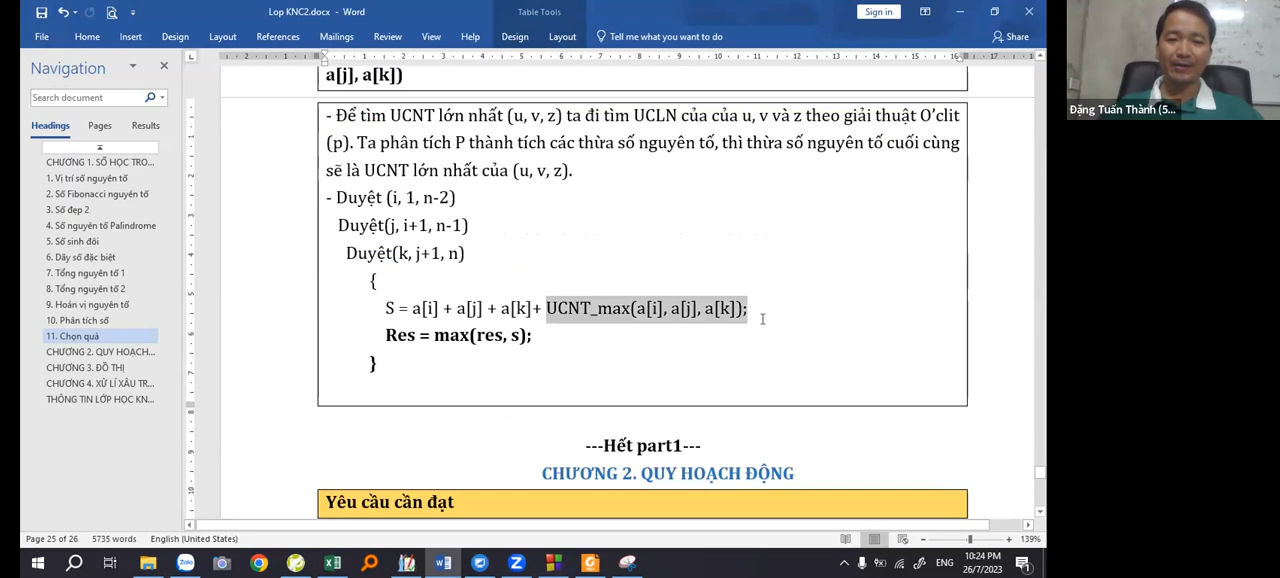 Lop KNC2.docx - Word
Table Tools
Sign in
File Home Insert Design Layout References Mailings Review View Help Design Layout Tell me what you want to do Share
Navigation
Search document
Headings Pages Results
CHƯƠNG 1. SỐ HỌC TRO...
1. Vị trí số nguyên tố
2. Số Fibonacci nguyên tố
3. Số đẹp 2
4. Số nguyên tố Palindrome
5. Số sinh đôi
6. Dãy số đặc biệt
7. Tổng nguyên tố 1
8. Tổng nguyên tố 2
9. Hoán vị nguyên tố
10. Phân tích số
11. Chọn quà
CHƯƠNG 2. QUY HOẠCH...
CHƯƠNG 3. ĐỒ THỊ
CHƯƠNG 4. XỬ LÍ XÂU TR...
THÔNG TIN LỚP HỌC KN...
a[j], a[k])
- Để tìm UCNT lớn nhất (u, v, z) ta đi tìm UCLN của của u, v và z theo giải thuật O’clit
(p). Ta phân tích P thành tích các thừa số nguyên tố, thì thừa số nguyên tố cuối cùng
sẽ là UCNT lớn nhất của (u, v, z).
- Duyệt (i, 1, n-2)
Duyệt(j, i+1, n-1)
Duyệt(k, j+1, n)
{
S = a[i] + a[j] + a[k]+ UCNT_max(a[i], a[j], a[k]);
Res = max(res, s);
}
---Hết part1---
CHƯƠNG 2. QUY HOẠCH ĐỘNG
Yêu cầu cần đạt
Page 25 of 26 5735 words English (United States) 139%
ENG
10:24 PM
26/7/2023
Đặng Tuấn Thành (5...